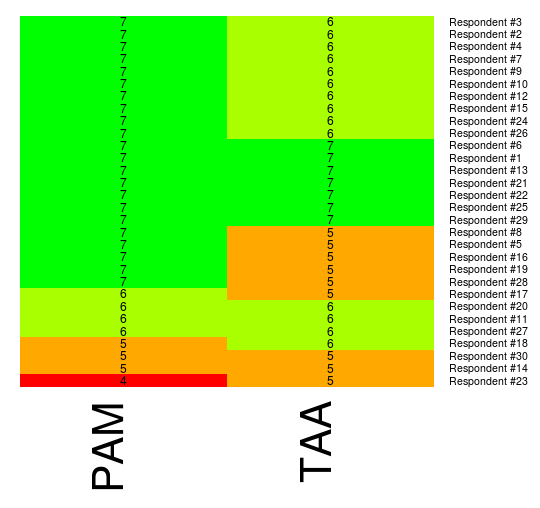 7 6 Respondent #3
7 6 Respondent #2
7 6 Respondent #4
7 6 Respondent #7
7 6 Respondent #9
7 6 Respondent #10
7 6 Respondent #12
7 6 Respondent #15
7 6 Respondent #24
7 6 Respondent #26
7 7 Respondent #6
7 7 Respondent #1
7 7 Respondent #13
7 7 Respondent #21
7 7 Respondent #22
7 7 Respondent #25
7 7 Respondent #29
7 5 Respondent #8
7 5 Respondent #5
7 5 Respondent #16
7 5 Respondent #19
7 5 Respondent #28
6 5 Respondent #17
6 6 Respondent #20
6 6 Respondent #11
6 6 Respondent #27
5 6 Respondent #18
5 5 Respondent #30
5 5 Respondent #14
4 5 Respondent #23
PAM TAA